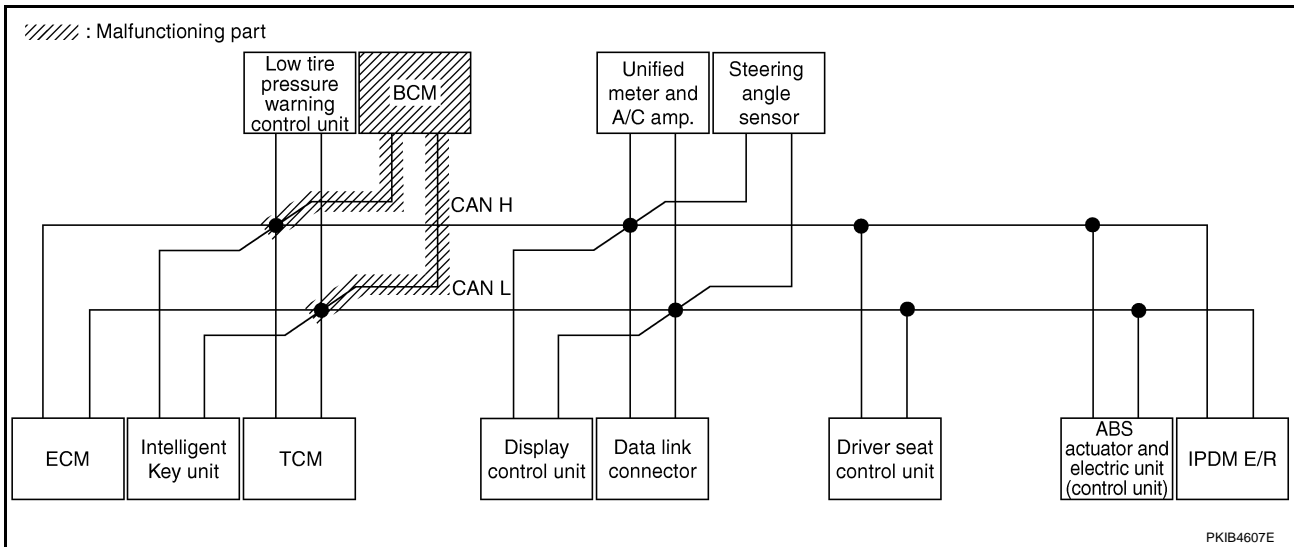 : Malfunctioning part
Low tire
pressure
warning
control unit
BCM
Unified
meter and
A/C amp.
Steering
angle
sensor
CAN H
CAN L
ECM
Intelligent
Key unit
TCM
Display
control unit
Data link
connector
Driver seat
control unit
ABS
actuator and
electric unit
(control unit)
IPDM E/R
PKIB4607E